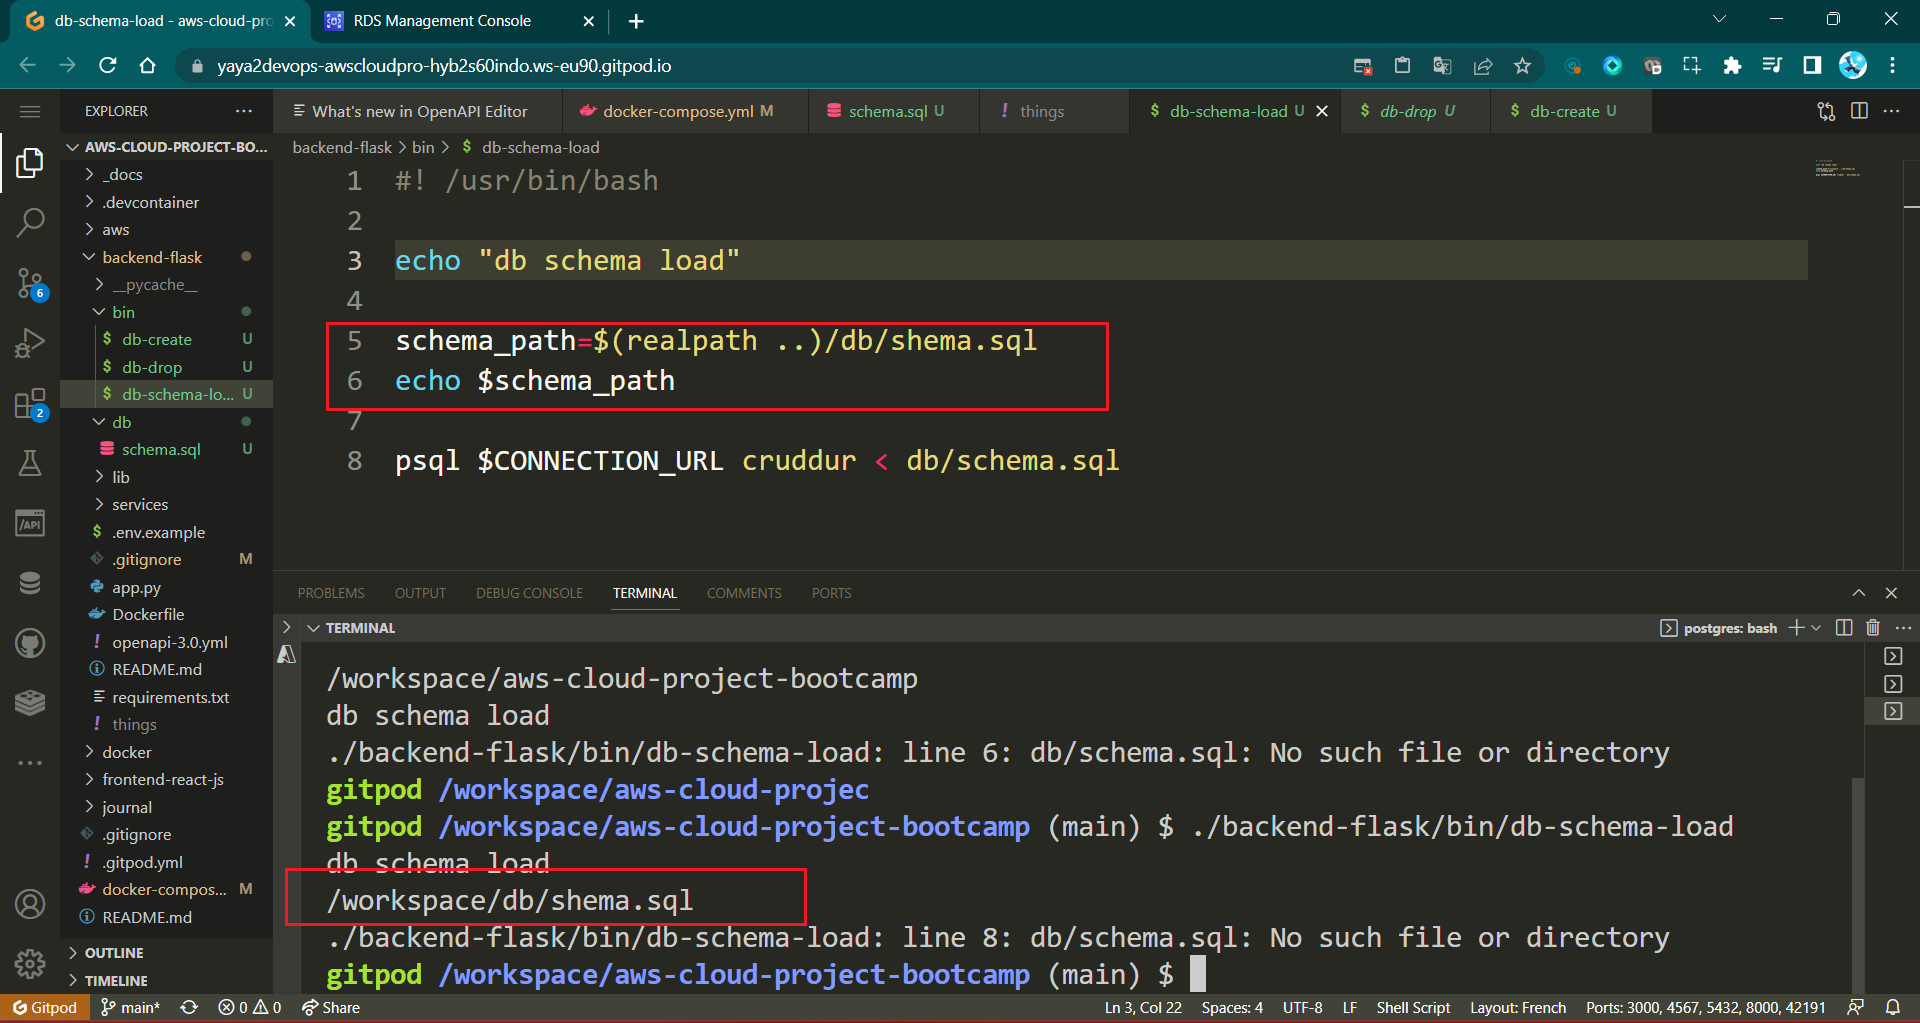 db-schema-load - aws-cloud-pro
RDS Management Console
yaya2devops-awscloudpro-hyb2s60indo.ws-eu90.gitpod.io
EXPLORER
What's new in OpenAPI Editor
docker-compose.yml M
schema.sql U
! things
$ db-schema-load U
$ db-drop U
$ db-create U
AWS-CLOUD-PROJECT-BO...
backend-flask > bin > $ db-schema-load
_docs
.devcontainer
aws
backend-flask
__pycache__
bin
$ db-create U
$ db-drop U
$ db-schema-lo... U
db
schema.sql U
lib
services
$ .env.example
.gitignore M
app.py
Dockerfile
! openapi-3.0.yml
README.md
requirements.txt
! things
docker
frontend-react-js
journal
.gitignore
! .gitpod.yml
docker-compos... M
README.md
OUTLINE
TIMELINE
6
2
/API
1 #! /usr/bin/bash
2
3 echo "db schema load"
4
5 schema_path=$(realpath ..)/db/shema.sql
6 echo $schema_path
7
8 psql $CONNECTION_URL cruddur < db/schema.sql
PROBLEMS OUTPUT DEBUG CONSOLE TERMINAL COMMENTS PORTS
TERMINAL
postgres: bash
/workspace/aws-cloud-project-bootcamp
db schema load
./backend-flask/bin/db-schema-load: line 6: db/schema.sql: No such file or directory
gitpod /workspace/aws-cloud-projec
gitpod /workspace/aws-cloud-project-bootcamp (main) $ ./backend-flask/bin/db-schema-load
db schema load
/workspace/db/shema.sql
./backend-flask/bin/db-schema-load: line 8: db/schema.sql: No such file or directory
gitpod /workspace/aws-cloud-project-bootcamp (main) $
Gitpod main* 0 0 Share
Ln 3, Col 22 Spaces: 4 UTF-8 LF Shell Script Layout: French Ports: 3000, 4567, 5432, 8000, 42191